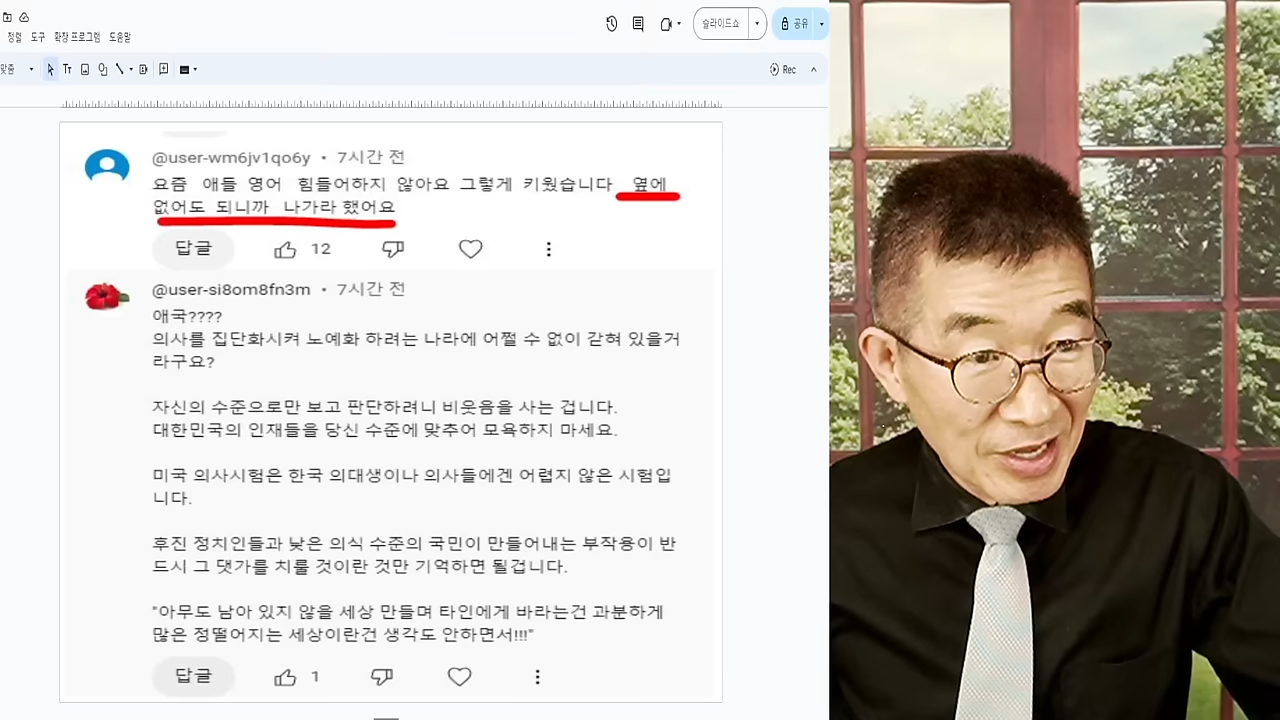 정렬 도구 확장 프로그램 도움말
슬라이드쇼
공유
맞춤
Tr
Rec
@user-wm6jv1qo6y • 7시간 전
요즘 애들 영어 힘들어하지 않아요 그렇게 키웠습니다 옆에
없어도 되니까 나가라 했어요
답글 12
@user-si8om8fn3m • 7시간 전
애국????
의사를 집단화시켜 노예화 하려는 나라에 어쩔 수 없이 갇혀 있을거
라구요?
자신의 수준으로만 보고 판단하려니 비웃음을 사는 겁니다.
대한민국의 인재들을 당신 수준에 맞추어 모욕하지 마세요.
미국 의사시험은 한국 의대생이나 의사들에겐 어렵지 않은 시험입
니다.
후진 정치인들과 낮은 의식 수준의 국민이 만들어내는 부작용이 반
드시 그 댓가를 치룰 것이란 것만 기억하면 될겁니다.
"아무도 남아 있지 않을 세상 만들며 타인에게 바라는건 과분하게
많은 정떨어지는 세상이란건 생각도 안하면서!!!"
답글 1